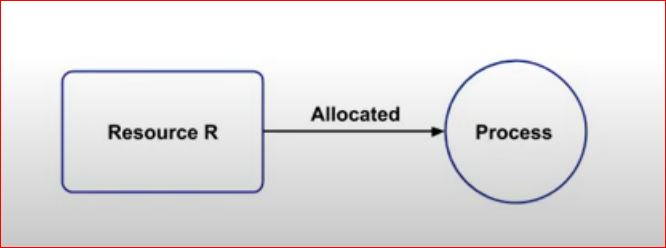 Resource R
Allocated
Process